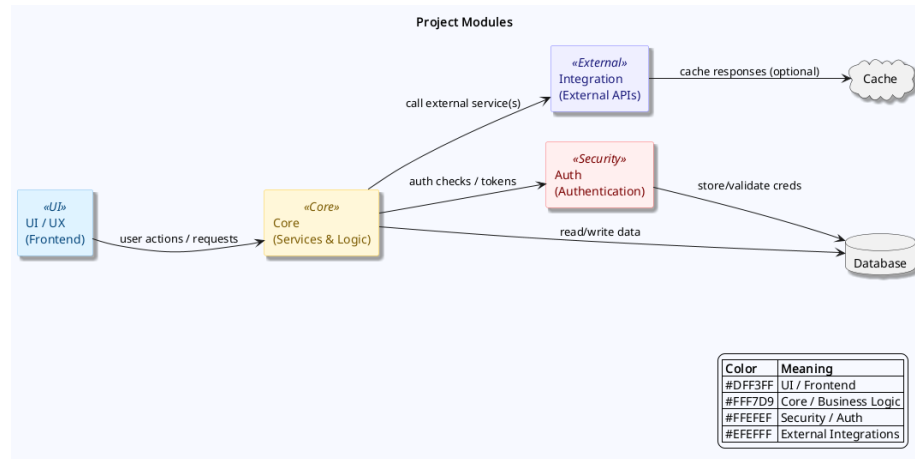 Project Modules
«External»
Integration
(External APIs)
cache responses (optional)
Cache
call external service(s)
«Security»
Auth
(Authentication)
auth checks / tokens
store/validate creds
«UI»
UI / UX
(Frontend)
user actions / requests
«Core»
Core
(Services & Logic)
read/write data
Database
Color Meaning
#DFF3FF UI / Frontend
#FFF7D9 Core / Business Logic
#FFEFEF Security / Auth
#EFEFFF External Integrations